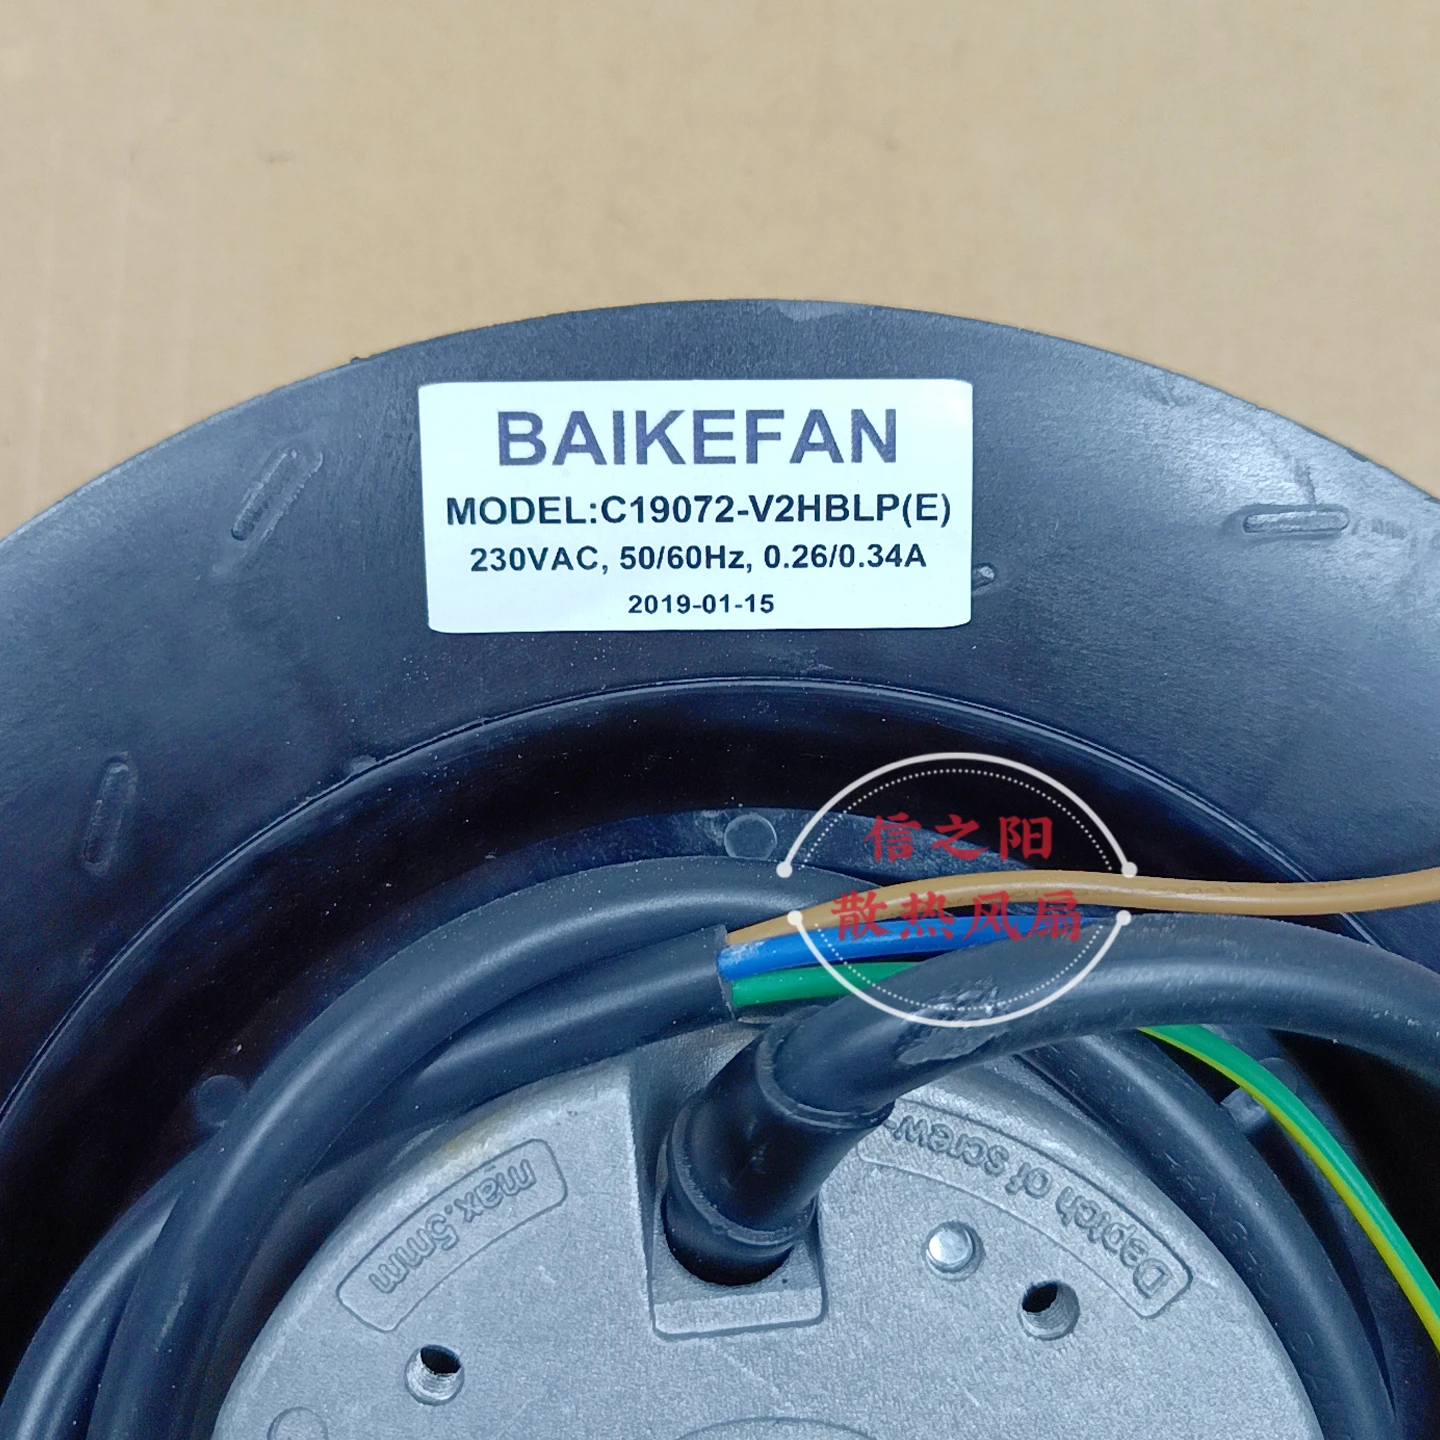 BAIKEFAN
MODEL:C19072-V2HBLP(E)
230VAC, 50/60Hz, 0.26/0.34A
2019-01-15
信之阳
散热风扇
max.5mm
Depth of screw